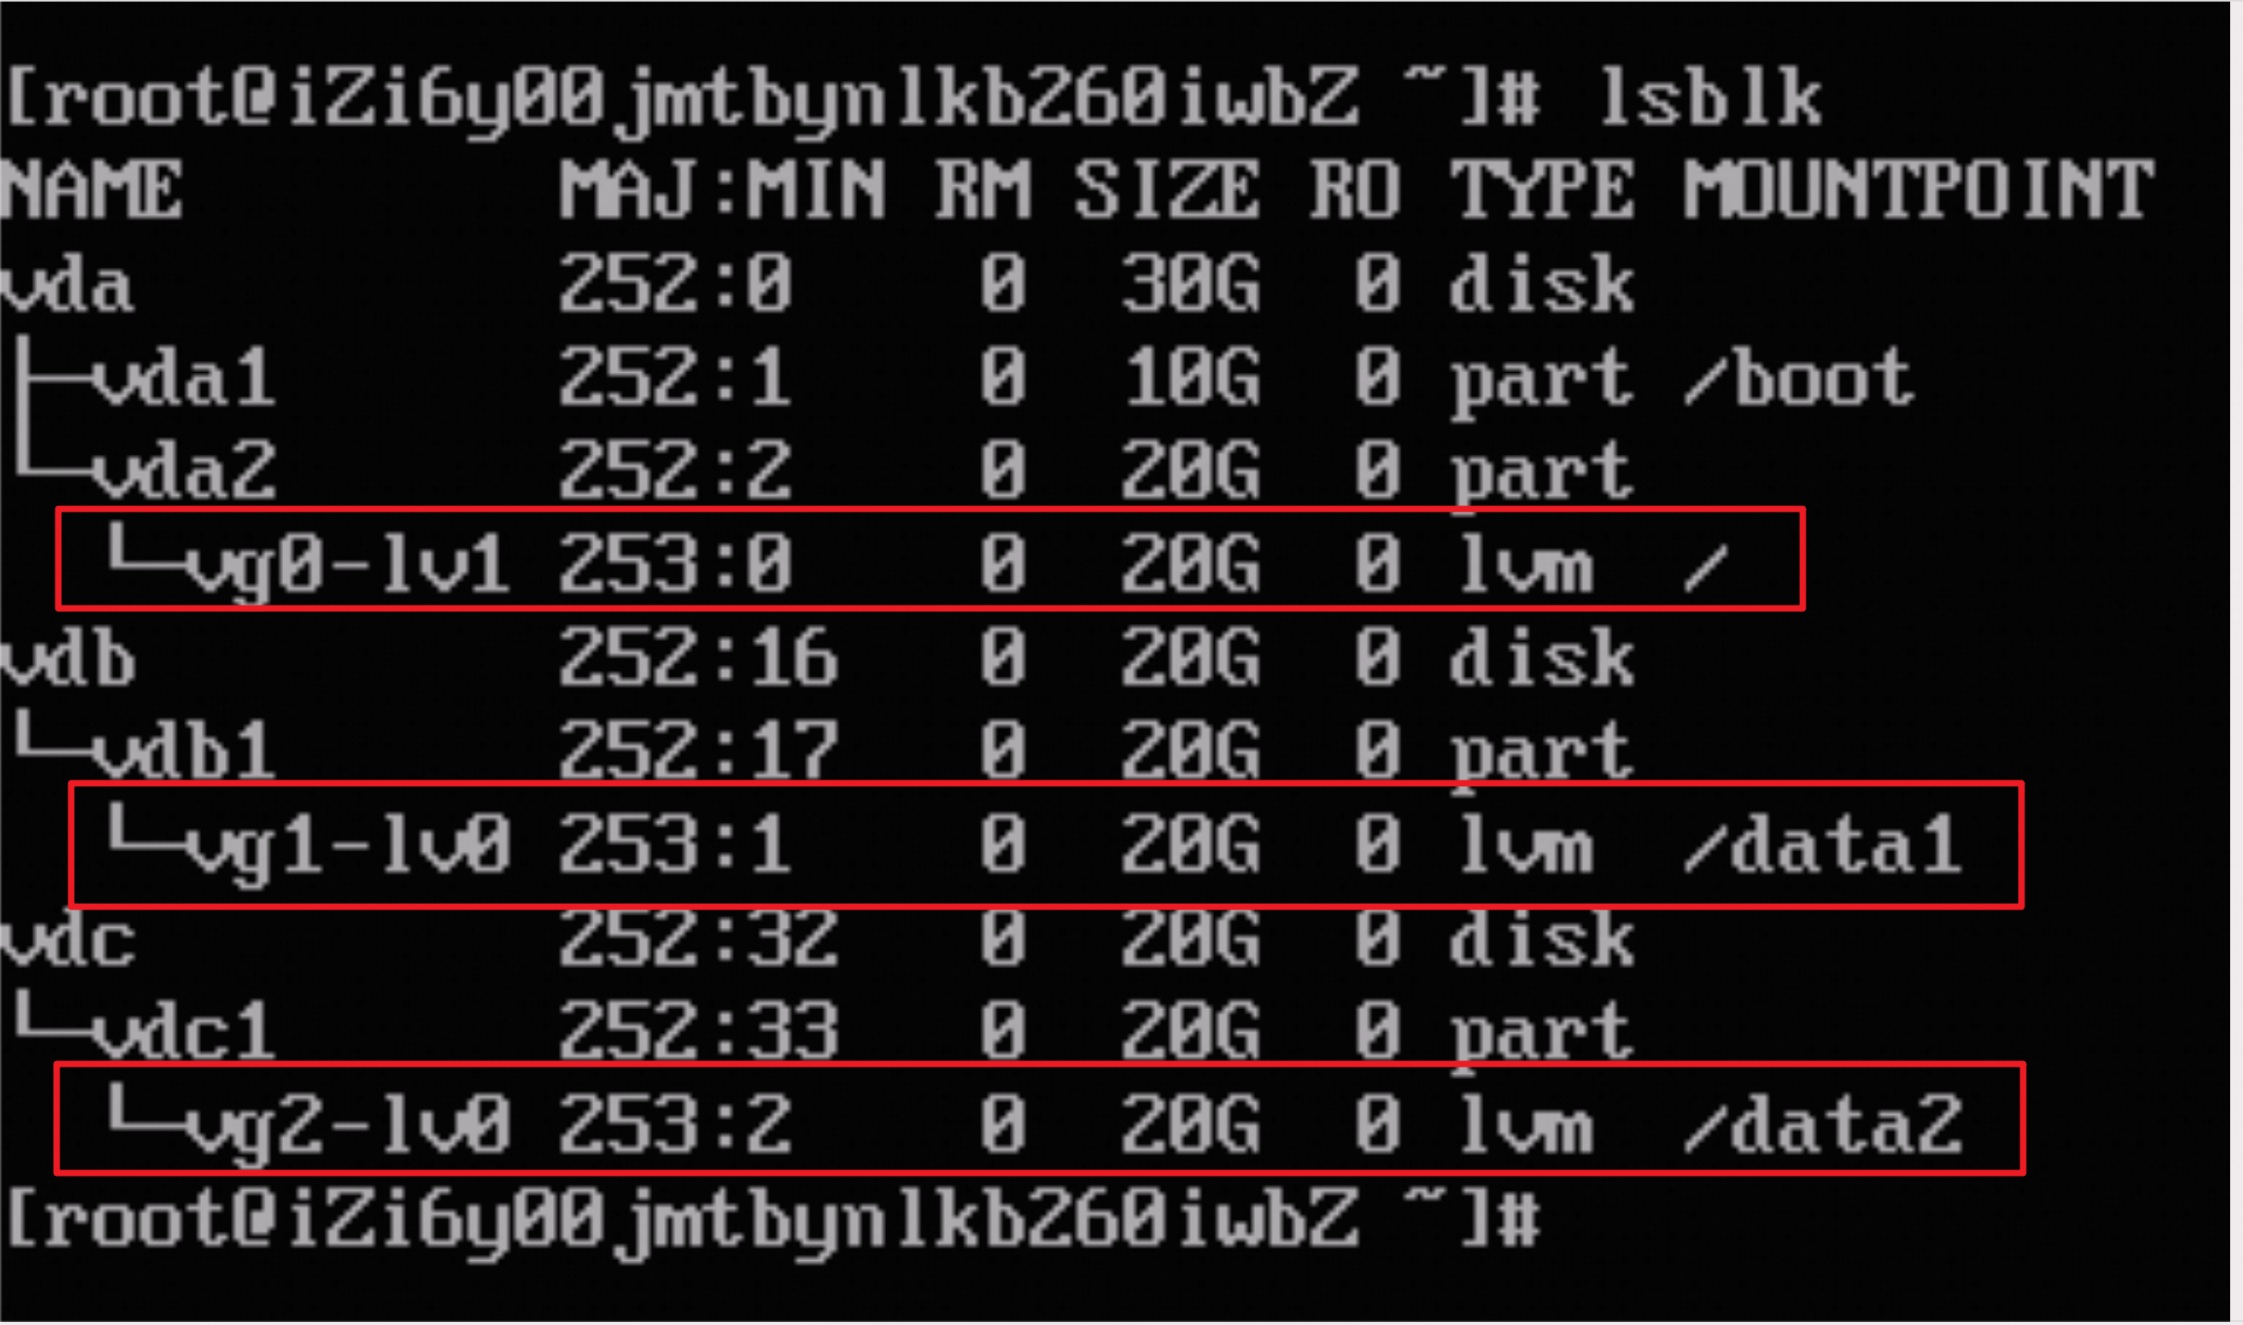 [root@iZi6y00jmtbynlkb260iwbZ ~]# lsblk
NAME        MAJ:MIN RM SIZE RO TYPE MOUNTPOINT
vda         252:0    0  30G  0 disk
├─vda1      252:1    0  10G  0 part /boot
└─vda2      252:2    0  20G  0 part
  └─vg0-lv1 253:0    0  20G  0 lvm  /
vdb         252:16   0  20G  0 disk
└─vdb1      252:17   0  20G  0 part
  └─vg1-lv0 253:1    0  20G  0 lvm  /data1
vdc         252:32   0  20G  0 disk
└─vdc1      252:33   0  20G  0 part
  └─vg2-lv0 253:2    0  20G  0 lvm  /data2
[root@iZi6y00jmtbynlkb260iwbZ ~]#